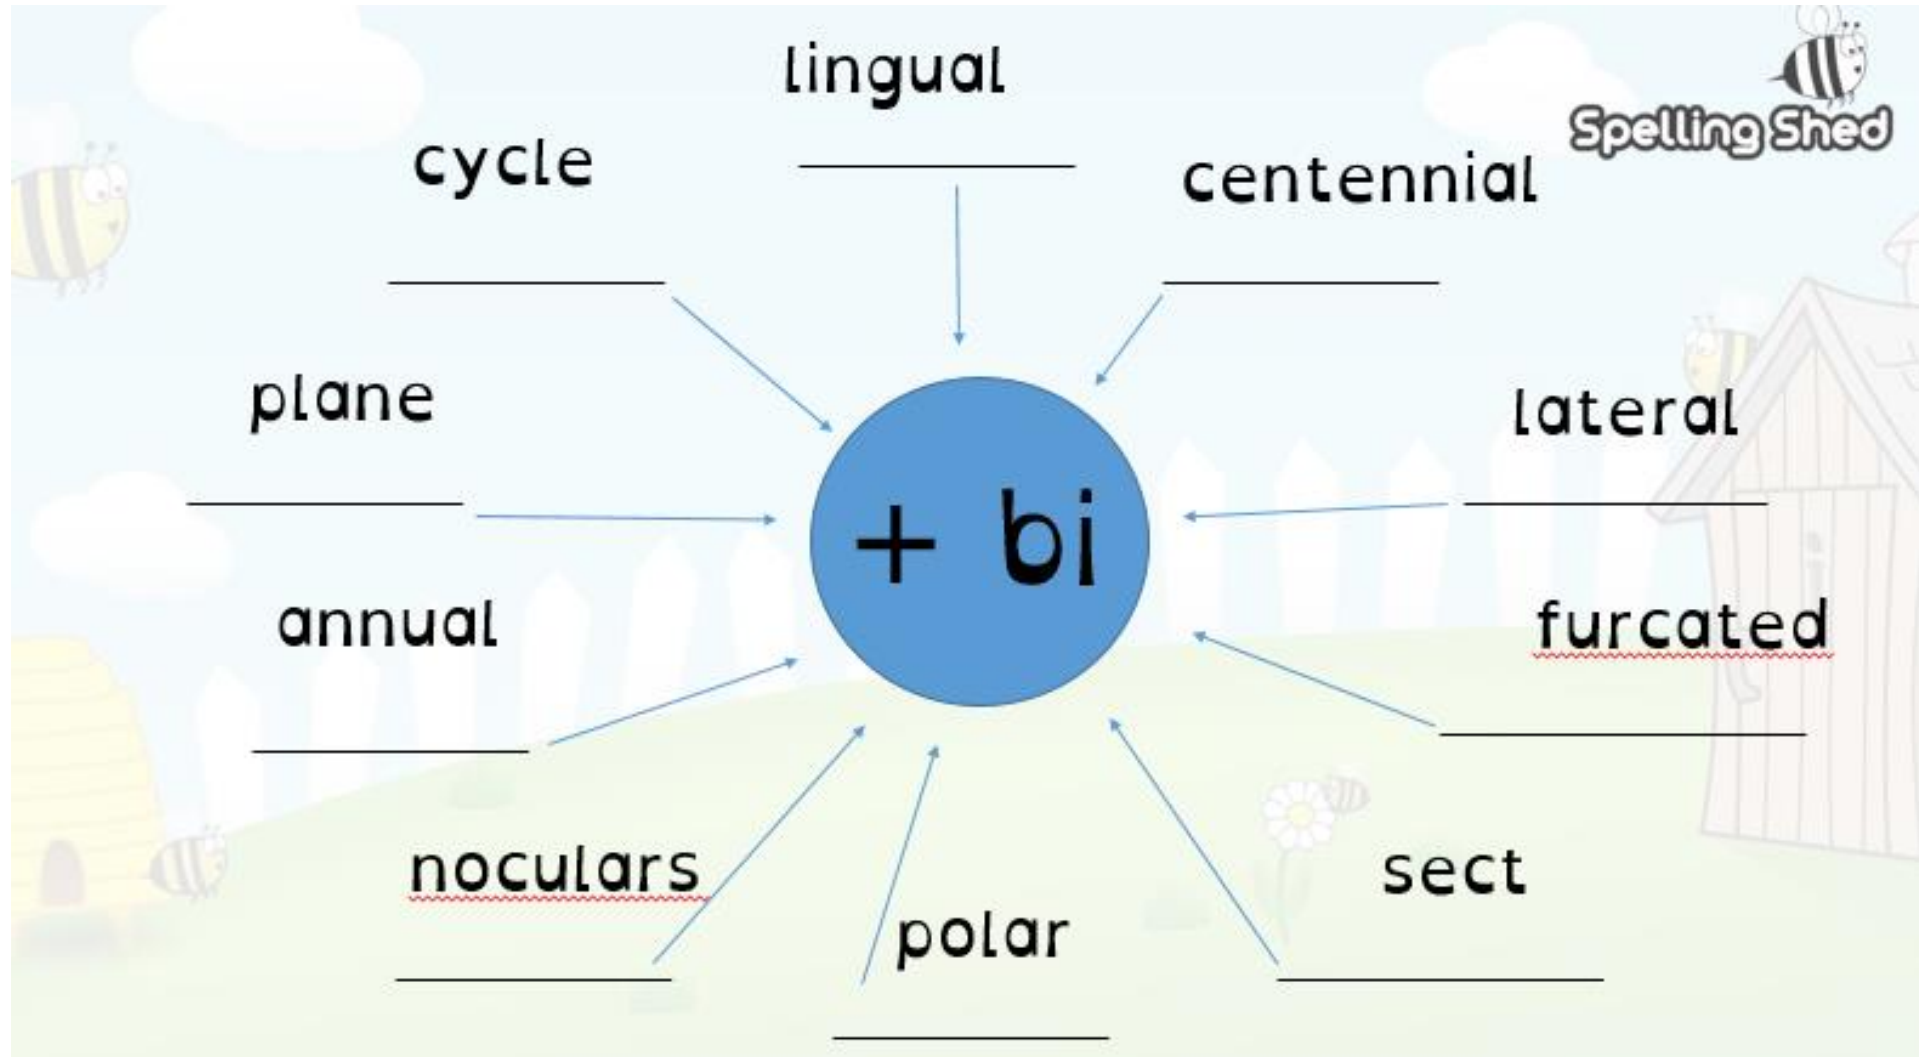 lingual
Spelling Shed
cycle
centennial
plane
lateral
+ bi
annual
furcated
noculars
sect
polar